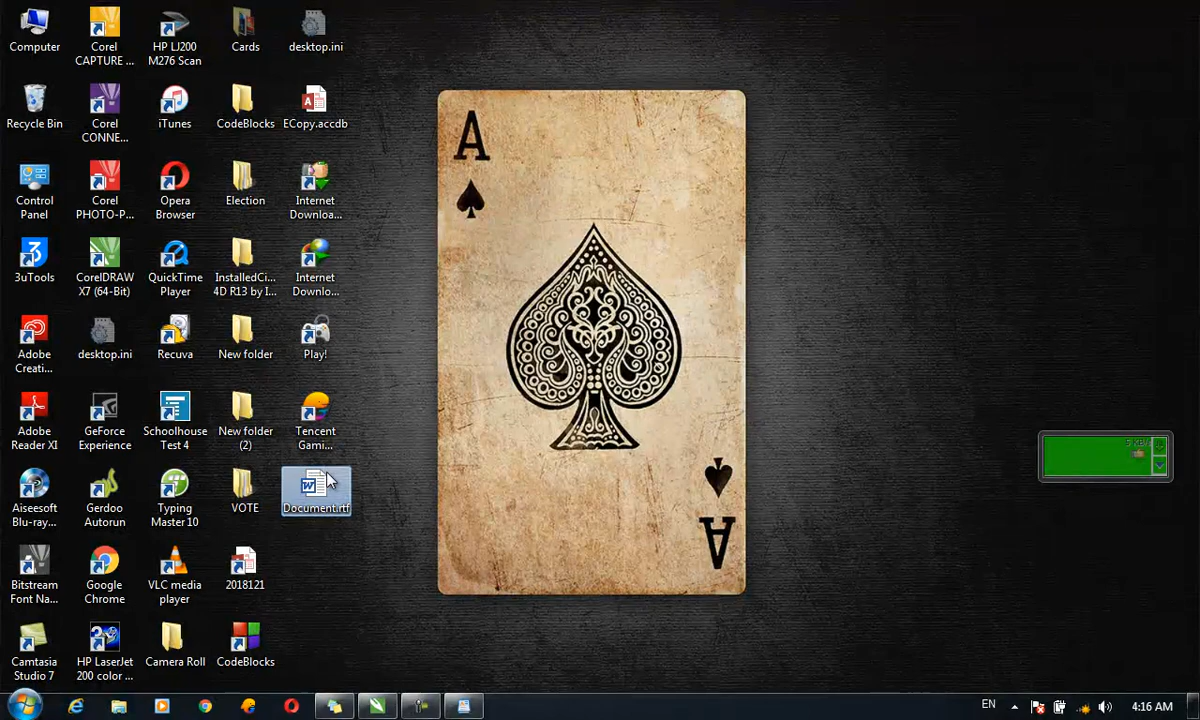 Computer
Corel
CAPTURE ...
HP LJ200
M276 Scan
Cards
desktop.ini
Recycle Bin
Corel
CONNE...
iTunes
CodeBlocks
ECopy.accdb
Control
Panel
Corel
PHOTO-P...
Opera
Browser
Election
Internet
Downloa...
3uTools
CorelDRAW
X7 (64-Bit)
QuickTime
Player
InstalledCi...
4D R13 by I...
Internet
Downlo...
Adobe
Creati...
desktop.ini
Recuva
New folder
Play!
Adobe
Reader XI
GeForce
Experience
Schoolhouse
Test 4
New folder
(2)
Tencent
Gami...
Aiseesoft
Blu-ray...
Gerdoo
Autorun
Typing
Master 10
VOTE
Document.rtf
Bitstream
Font Na...
Google
Chrome
VLC media
player
2018121
Camtasia
Studio 7
HP LaserJet
200 color ...
Camera Roll
CodeBlocks
A
A
5 KB/s
EN
4:16 AM